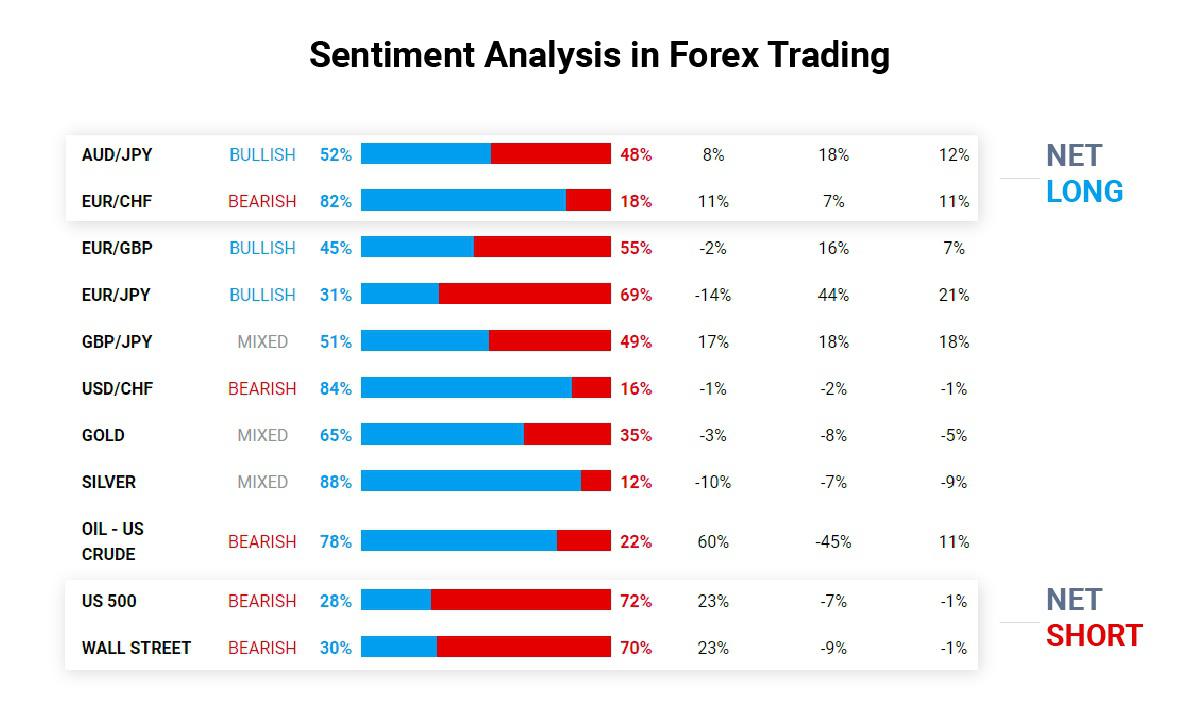 Sentiment Analysis in Forex Trading
AUD/JPY BULLISH 52% 48% 8% 18% 12%
EUR/CHF BEARISH 82% 18% 11% 7% 11%
NET
LONG
EUR/GBP BULLISH 45% 55% -2% 16% 7%
EUR/JPY BULLISH 31% 69% -14% 44% 21%
GBP/JPY MIXED 51% 49% 17% 18% 18%
USD/CHF BEARISH 84% 16% -1% -2% -1%
GOLD MIXED 65% 35% -3% -8% -5%
SILVER MIXED 88% 12% -10% -7% -9%
OIL - US
CRUDE BEARISH 78% 22% 60% -45% 11%
US 500 BEARISH 28% 72% 23% -7% -1%
WALL STREET BEARISH 30% 70% 23% -9% -1%
NET
SHORT